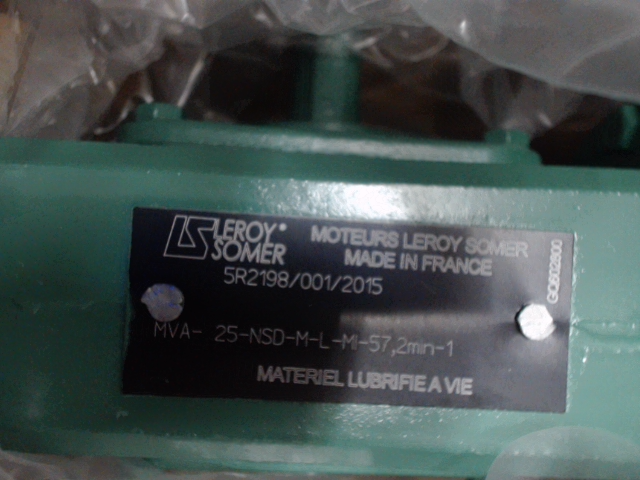 LEROY®
SOMER
MOTEURS LEROY SOMER
MADE IN FRANCE
5R2198/001/2015
MVA- 25-NSD-M-L-MI-57,2min-1
MATERIEL LUBRIFIE A VIE